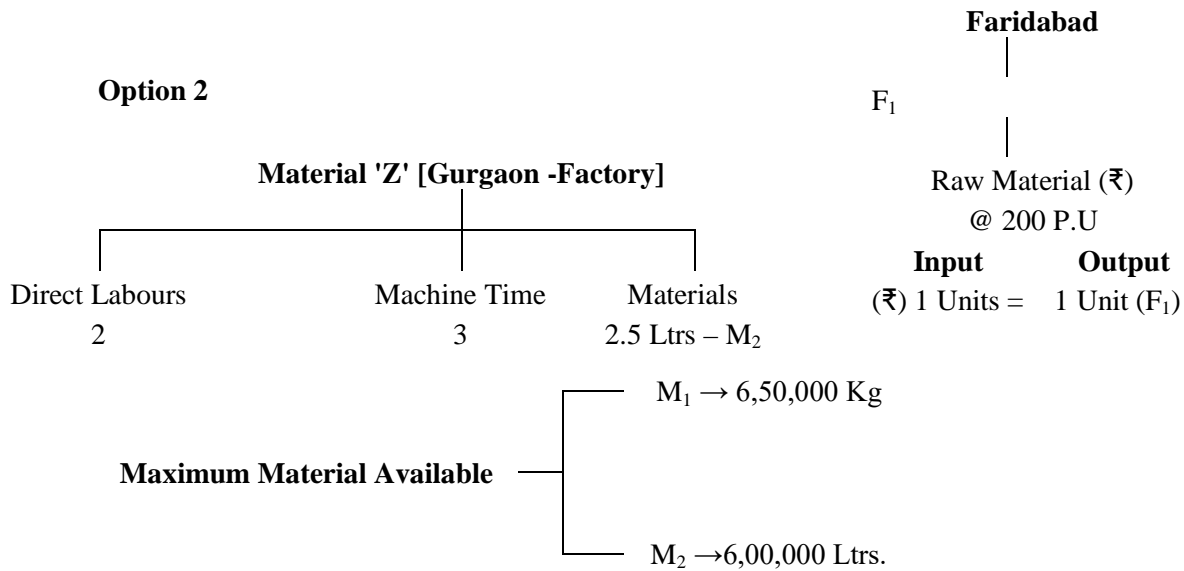 Faridabad
Option 2
F₁
Material 'Z' [Gurgaon -Factory]
Raw Material (₹)
@ 200 P.U
Input Output
Direct Labours Machine Time Materials
(₹) 1 Units = 1 Unit (F₁)
2 3 2.5 Ltrs – M₂
M₁ → 6,50,000 Kg
Maximum Material Available
M₂ →6,00,000 Ltrs.